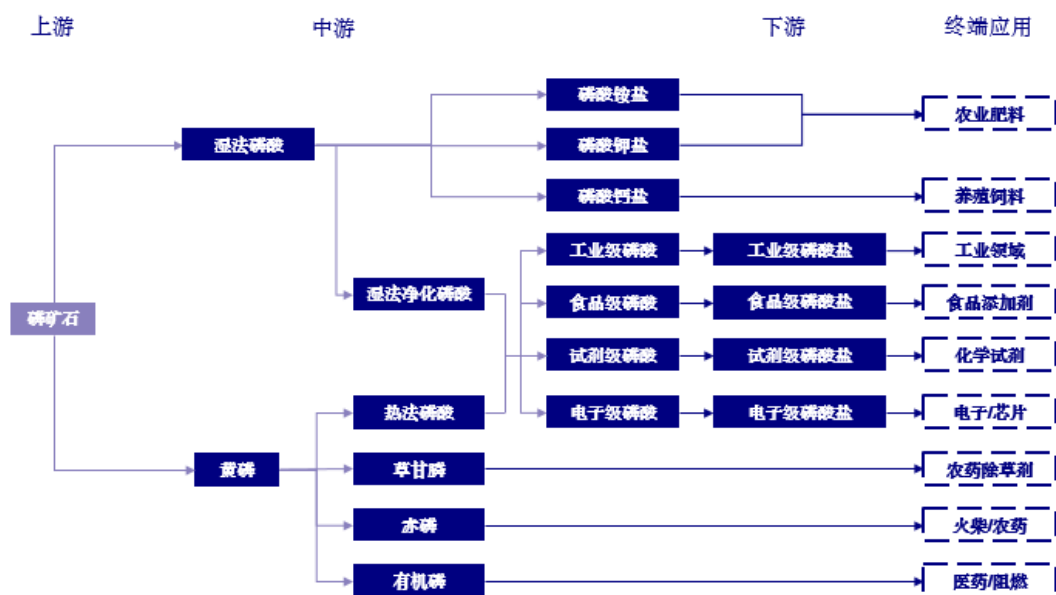 上游 中游 下游 终端应用
磷酸铵盐
农业肥料
湿法磷酸 磷酸钾盐
磷酸钙盐 养殖饲料
工业级磷酸 工业级磷酸盐 工业领域
湿法净化磷酸
食品级磷酸 食品级磷酸盐 食品添加剂
磷矿石
试剂级磷酸 试剂级磷酸盐 化学试剂
热法磷酸 电子级磷酸 电子级磷酸盐 电子/芯片
黄磷 草甘膦 农药除草剂
赤磷 火柴/农药
有机磷 医药/阻燃